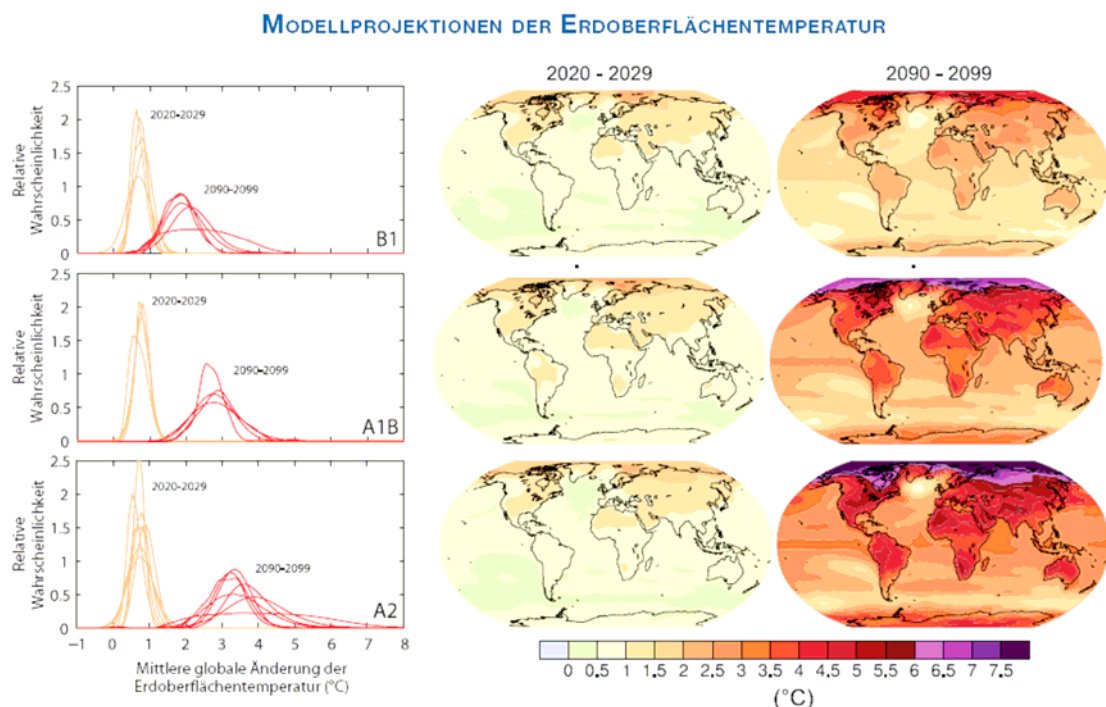 MODELLPROJEKTIONEN DER ERDOBERFLÄCHENTEMPERATUR
2020 - 2029
2090 - 2099
Relative
Wahrscheinlichkeit
2.5
2
1.5
1
0.5
0
2020-2029
2090-2099
B1
Relative
Wahrscheinlichkeit
2.5
2
1.5
1
0.5
0
2020-2029
2090-2099
A1B
Relative
Wahrscheinlichkeit
2.5
2
1.5
1
0.5
0
2020-2029
2090-2099
A2
−1 0 1 2 3 4 5 6 7 8
Mittlere globale Änderung der
Erdoberflächentemperatur (°C)
0 0.5 1 1.5 2 2.5 3 3.5 4 4.5 5 5.5 6 6.5 7 7.5
(°C)